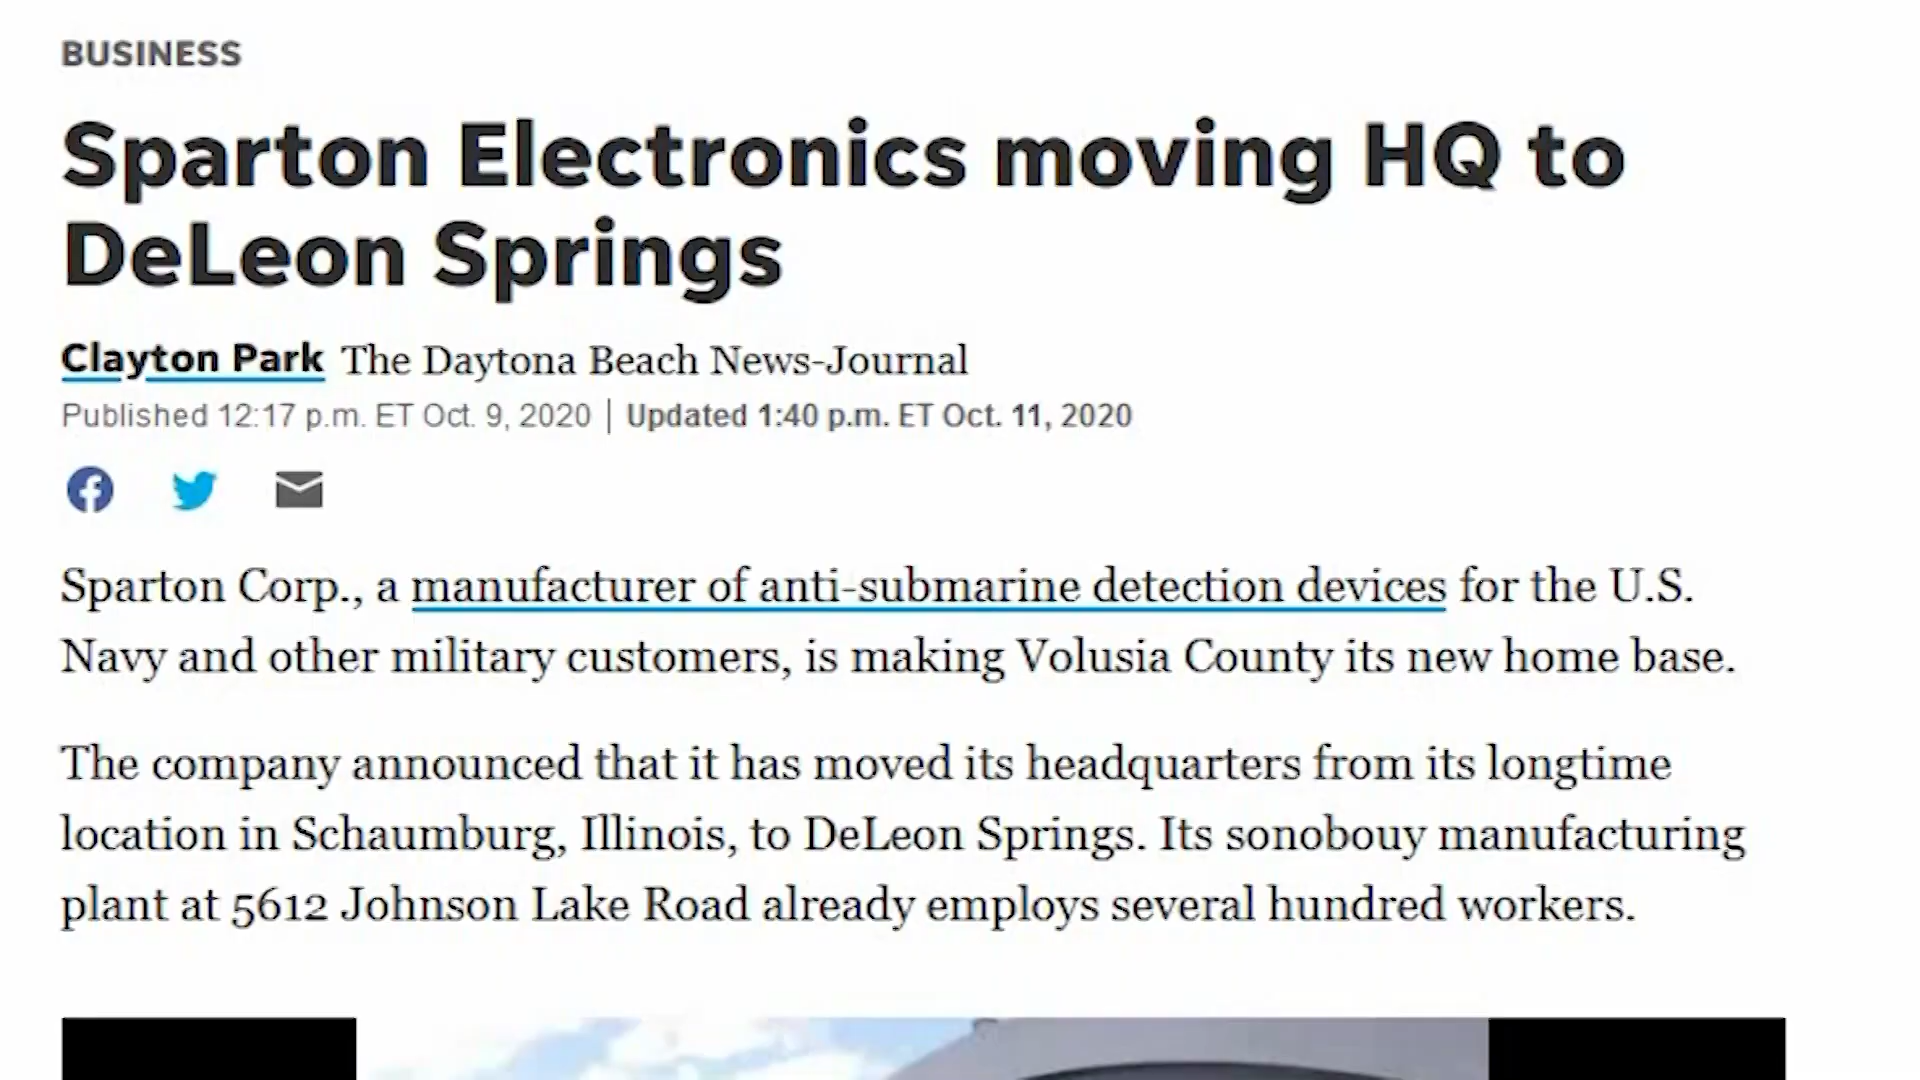 BUSINESS
Sparton Electronics moving HQ to
DeLeon Springs
Clayton Park The Daytona Beach News-Journal
Published 12:17 p.m. ET Oct. 9, 2020 | Updated 1:40 p.m. ET Oct. 11, 2020
Sparton Corp., a manufacturer of anti-submarine detection devices for the U.S.
Navy and other military customers, is making Volusia County its new home base.
The company announced that it has moved its headquarters from its longtime
location in Schaumburg, Illinois, to DeLeon Springs. Its sonobouy manufacturing
plant at 5612 Johnson Lake Road already employs several hundred workers.